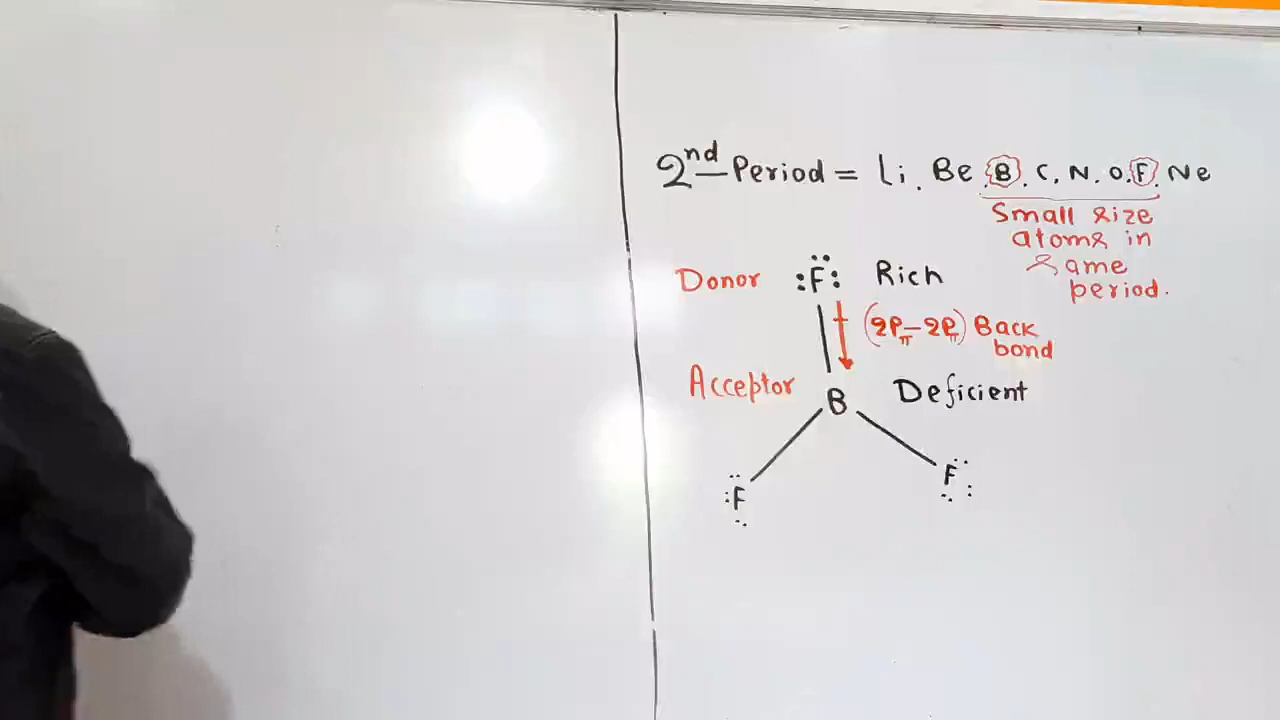 2nd Period = Li. Be. B. C. N. O. F. Ne
Small size
atoms in
same
period.
Donor :F: Rich
(2Pπ-2Pπ) Back
bond
Acceptor B Deficient
F
:F